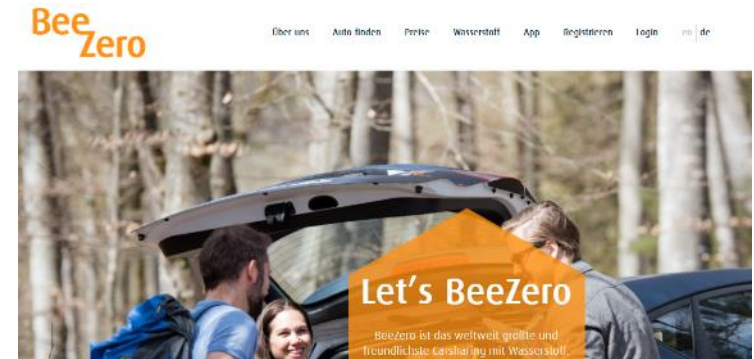 Bee
Zero
Über uns Auto finden Preise Wasserstoff App Registrieren Login en de
Let's BeeZero
BeeZero ist das weltweit größte und
freundlichste Carsharing mit Wasserstoff.